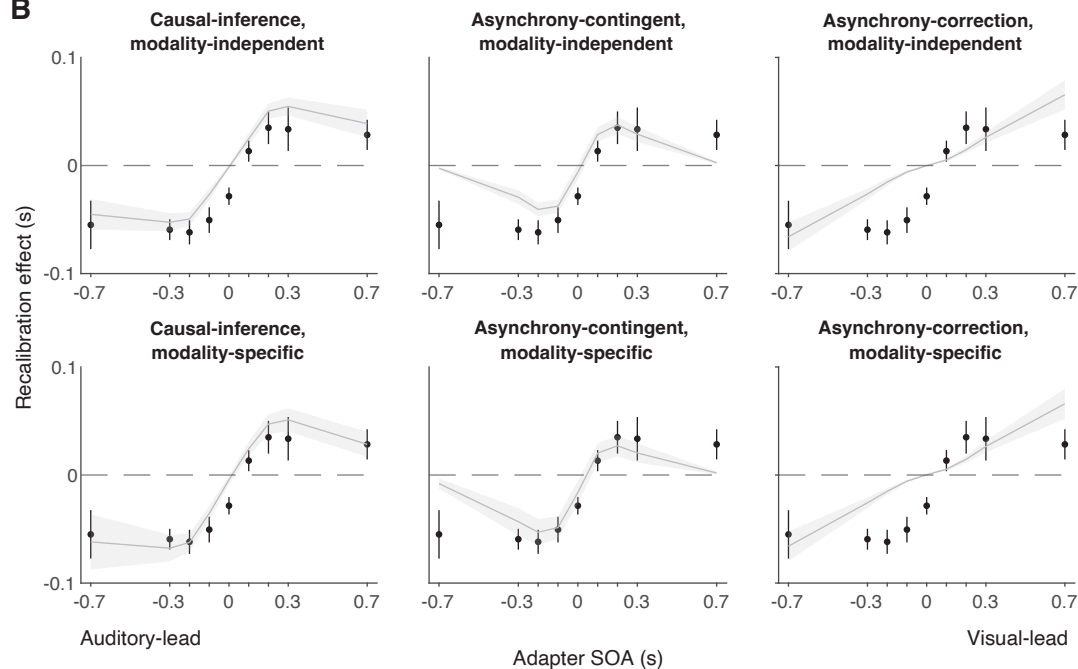 B
Causal-inference,
modality-independent
Asynchrony-contingent,
modality-independent
Asynchrony-correction,
modality-independent
0.1
0
-0.1
-0.7 -0.3 0 0.3 0.7
-0.7 -0.3 0 0.3 0.7
-0.7 -0.3 0 0.3 0.7
Recalibration effect (s)
Causal-inference,
modality-specific
Asynchrony-contingent,
modality-specific
Asynchrony-correction,
modality-specific
0.1
0
-0.1
-0.7 -0.3 0 0.3 0.7
-0.7 -0.3 0 0.3 0.7
-0.7 -0.3 0 0.3 0.7
Auditory-lead
Adapter SOA (s)
Visual-lead